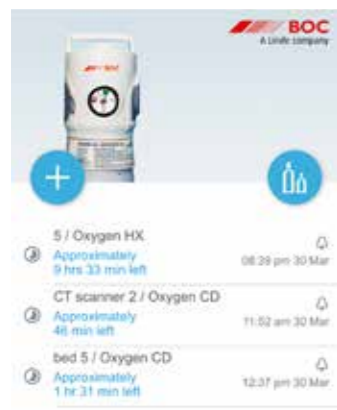 BOC
A Linde company
5 / Oxygen HX
Approximately
9 hrs 33 min left
08:39 pm 30 Mar
CT scanner 2 / Oxygen CD
Approximately
46 min left
11:52 am 30 Mar
bed 5 / Oxygen CD
Approximately
1 hr 31 min left
12:37 pm 30 Mar